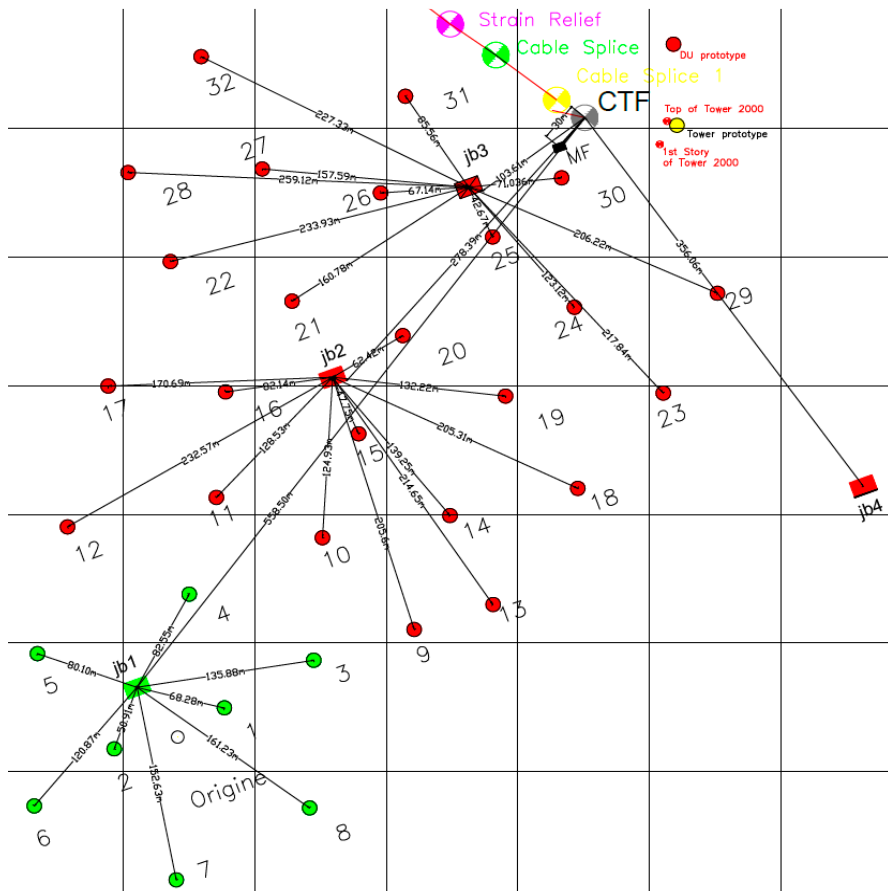 Strain Relief
Cable Splice
DU prototype
Cable Splice 1
CTF
Top of Tower 2000
Tower prototype
1st Story
of Tower 2000
MF
30m
32
31
227.33m
85.56m
27
jb3
103.61m
28
157.59m
259.12m
26
67.14m
71.036m
30
42.67m
22
233.93m
278.39m
25
206.22m
356.06m
160.78m
123.12m
29
21
24
217.84m
jb2
62.42m
20
17
170.69m
82.14m
16
132.22m
19
23
47.75m
15
128.53m
139.25m
205.31m
232.57m
124.93m
214.65m
18
jb4
11
558.50m
205.6m
14
12
10
13
4
9
82.55m
5
80.10m
jb1
135.88m
3
68.28m
1
50.91m
120.87m
161.23m
2
152.63m
Origine
6
8
7